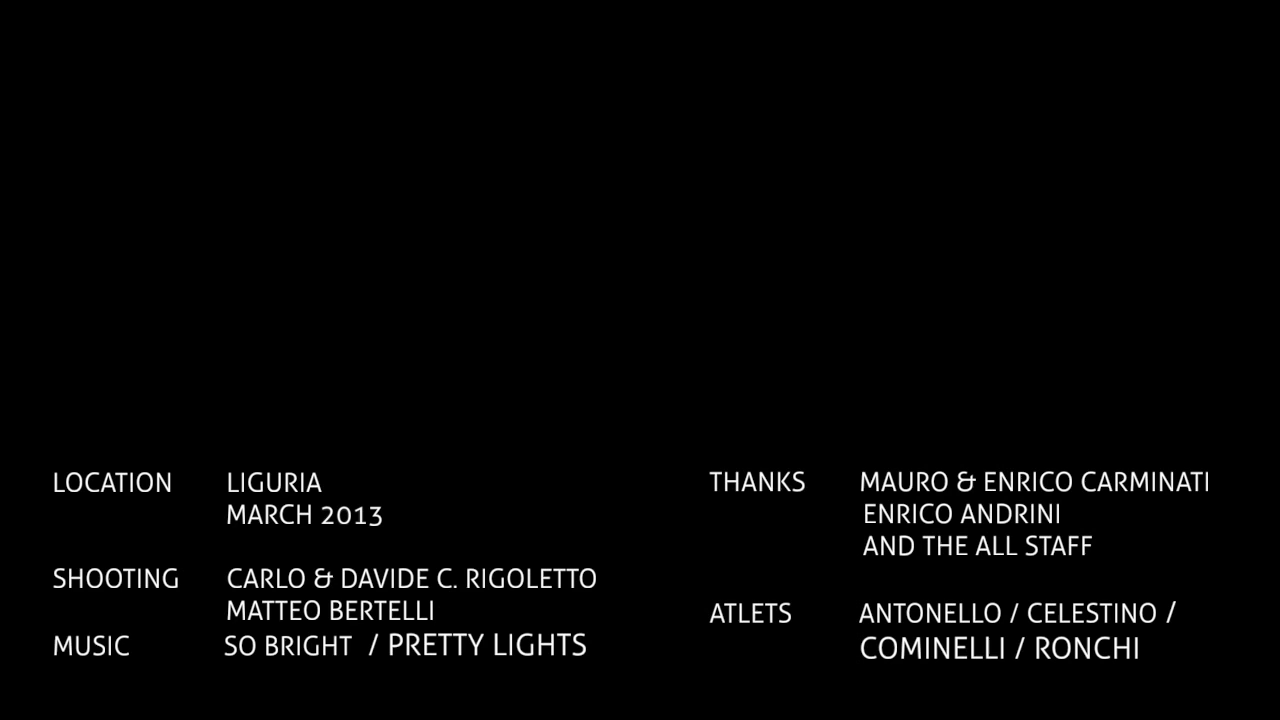 LOCATION LIGURIA
MARCH 2013
SHOOTING CARLO & DAVIDE C. RIGOLETTO
MATTEO BERTELLI
MUSIC SO BRIGHT / PRETTY LIGHTS
THANKS MAURO & ENRICO CARMINATI
ENRICO ANDRINI
AND THE ALL STAFF
ATLETS ANTONELLO / CELESTINO /
COMINELLI / RONCHI